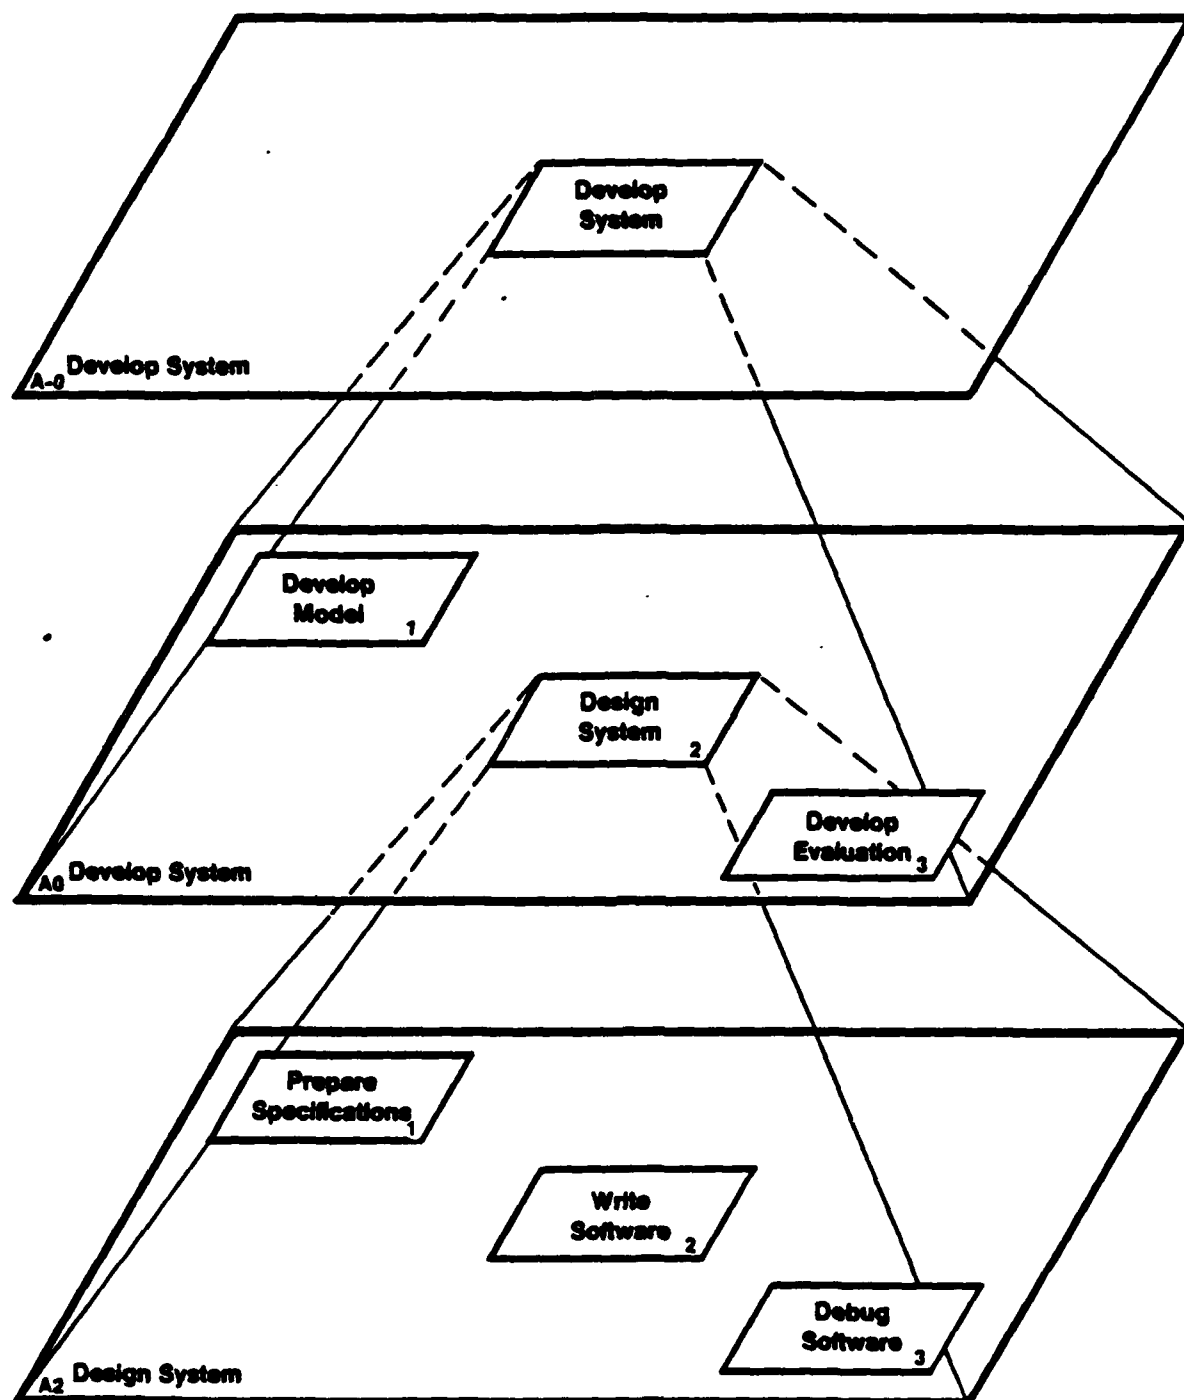 Develop
System
A-0 Develop System
Develop
Model
1
Design
System
2
Develop
Evaluation 3
A0 Develop System
Prepare
Specifications
1
Write
Software 2
Debug
Software 3
A2 Design System